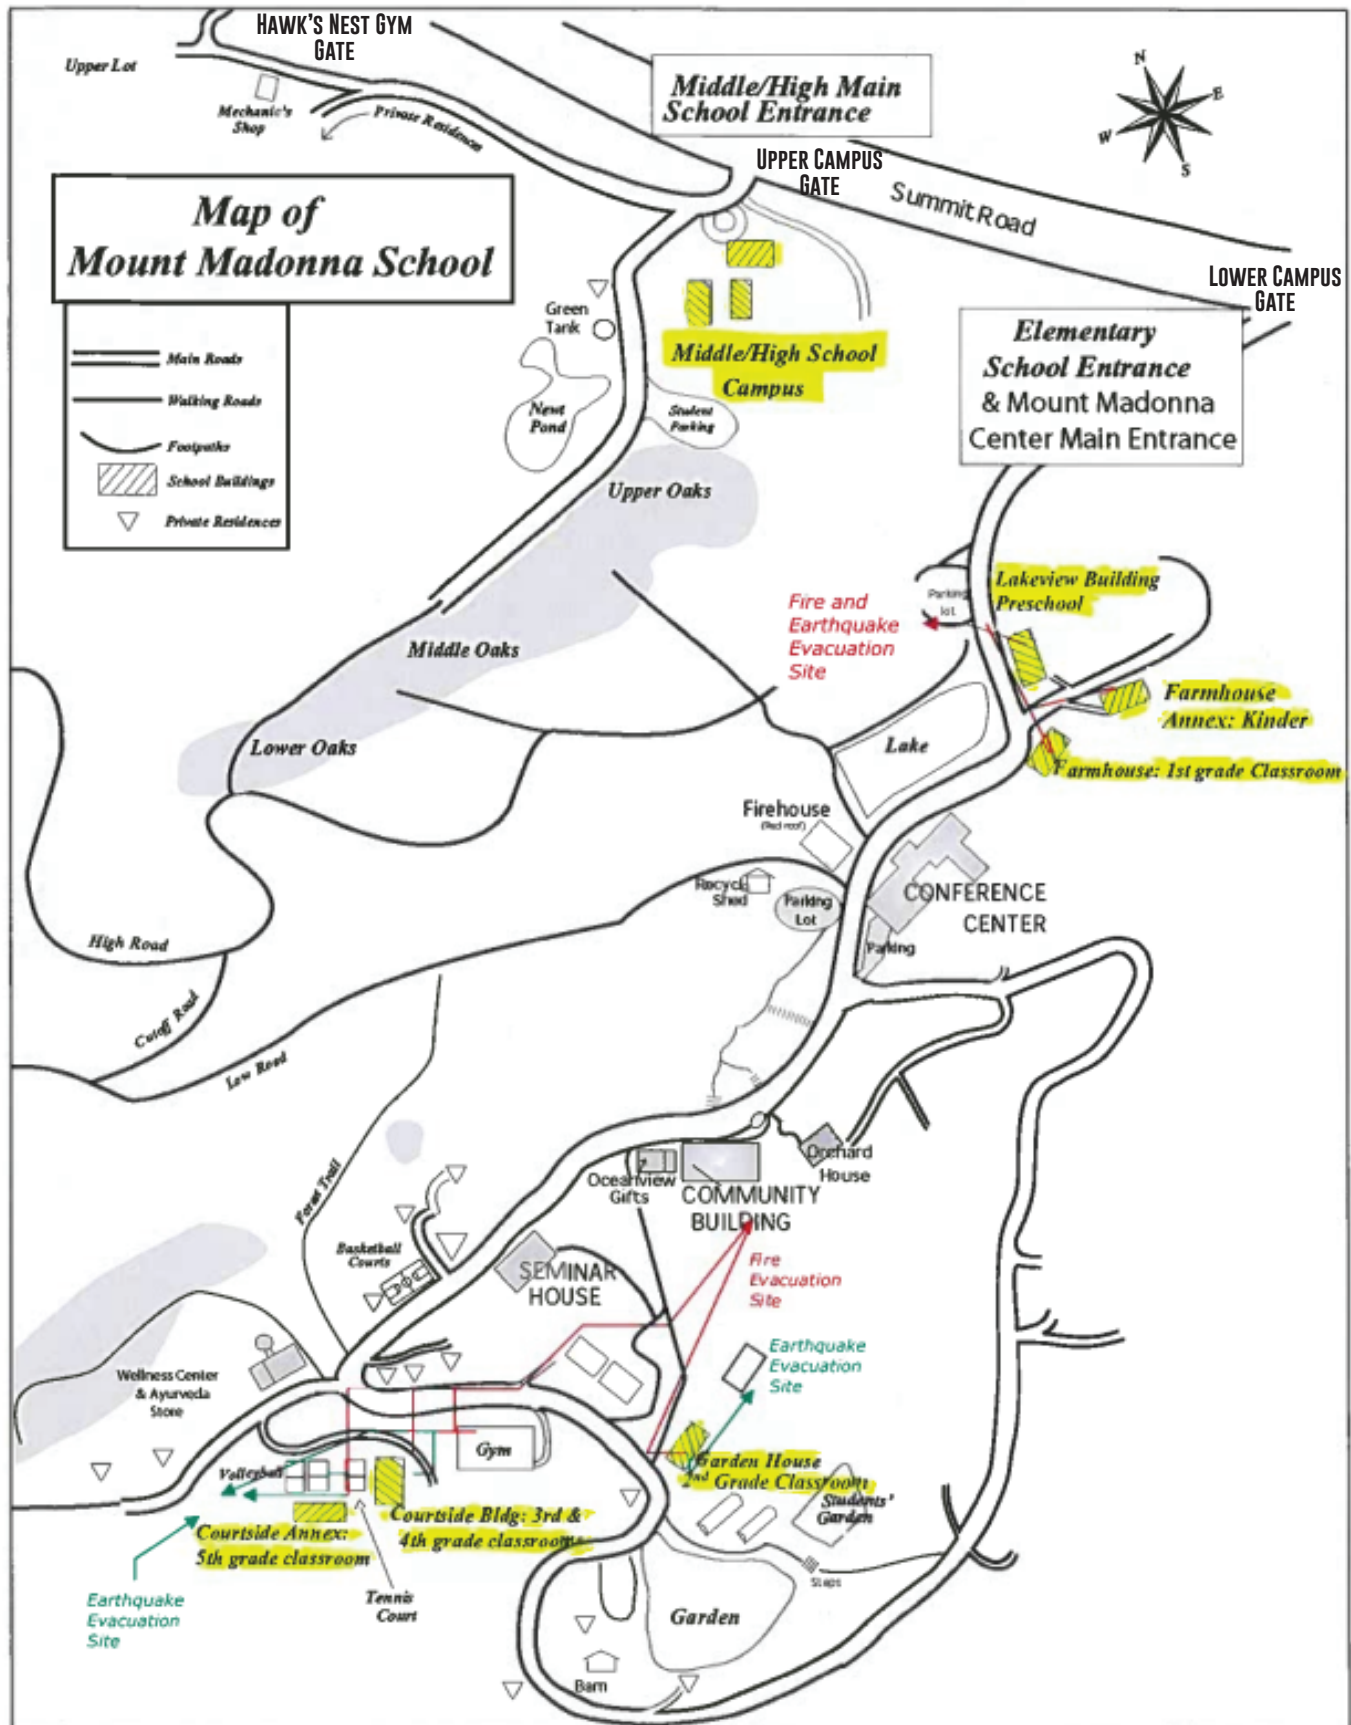 HAWK'S NEST GYM
GATE
Upper Lot
Mechanic's
Shop
Private Residences
Middle/High Main
School Entrance
UPPER CAMPUS
GATE
Summit Road
N
E
W
S
LOWER CAMPUS
GATE
Map of
Mount Madonna School
Main Roads
Walking Roads
Footpaths
School Buildings
Private Residences
Green
Tank
Newt
Pond
Middle/High School
Campus
Student
Parking
Elementary
School Entrance
& Mount Madonna
Center Main Entrance
Upper Oaks
Middle Oaks
Lower Oaks
Fire and
Earthquake
Evacuation
Site
Parking
lot
Lakeview Building
Preschool
Farmhouse
Annex: Kinder
Farmhouse: 1st grade Classroom
Lake
Firehouse
(Red roof)
Recycle
Shed
Parking
Lot
CONFERENCE
CENTER
Parking
High Road
Cutoff Road
Low Road
Forest Trail
Oceanview
Gifts
COMMUNITY
BUILDING
Orchard
House
Basketball
Courts
SEMINAR
HOUSE
Fire
Evacuation
Site
Earthquake
Evacuation
Site
Wellness Center
& Ayurveda
Store
Volleyball
Gym
Garden House
2nd Grade Classroom
Students'
Garden
Courtside Annex:
5th grade classroom
Courtside Bldg: 3rd &
4th grade classrooms
Tennis
Court
Earthquake
Evacuation
Site
Steps
Garden
Barn